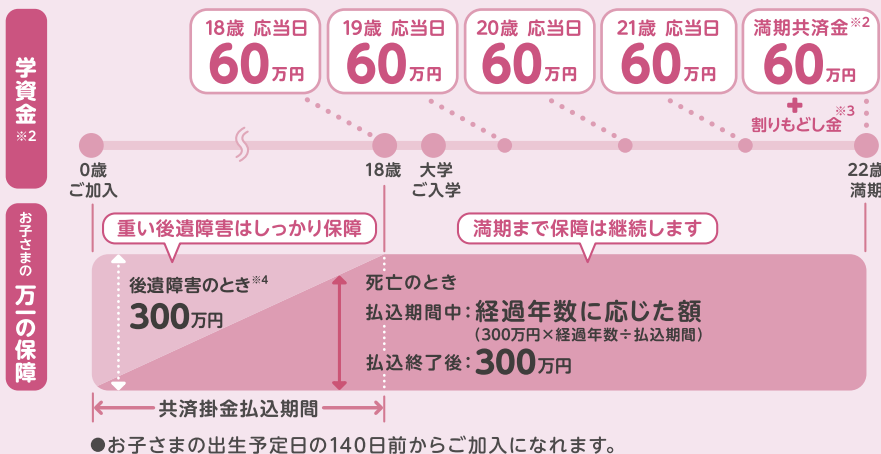 学資金
※2
18歳 応当日
60万円
19歳 応当日
60万円
20歳 応当日
60万円
21歳 応当日
60万円
満期共済金※2
60万円
+
割りもどし金※3
0歳
ご加入
18歳
大学
ご入学
22歳
満期
お子さまの
万一の保障
重い後遺障害はしっかり保障
満期まで保障は継続します
後遺障害のとき※4
300万円
死亡のとき
払込期間中:経過年数に応じた額
(300万円×経過年数÷払込期間)
払込終了後:300万円
共済掛金払込期間
●お子さまの出生予定日の140日前からご加入になれます。